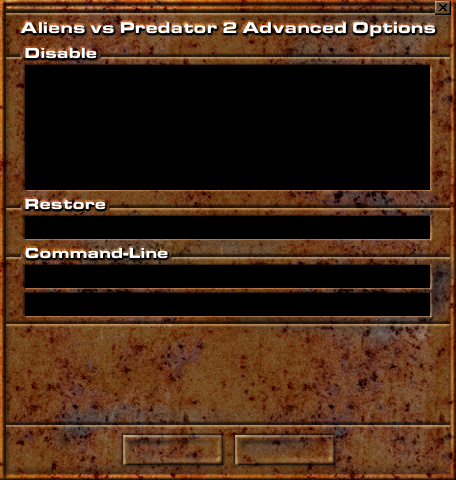 Aliens vs Predator 2 Advanced Options
Disable
Restore
Command-Line